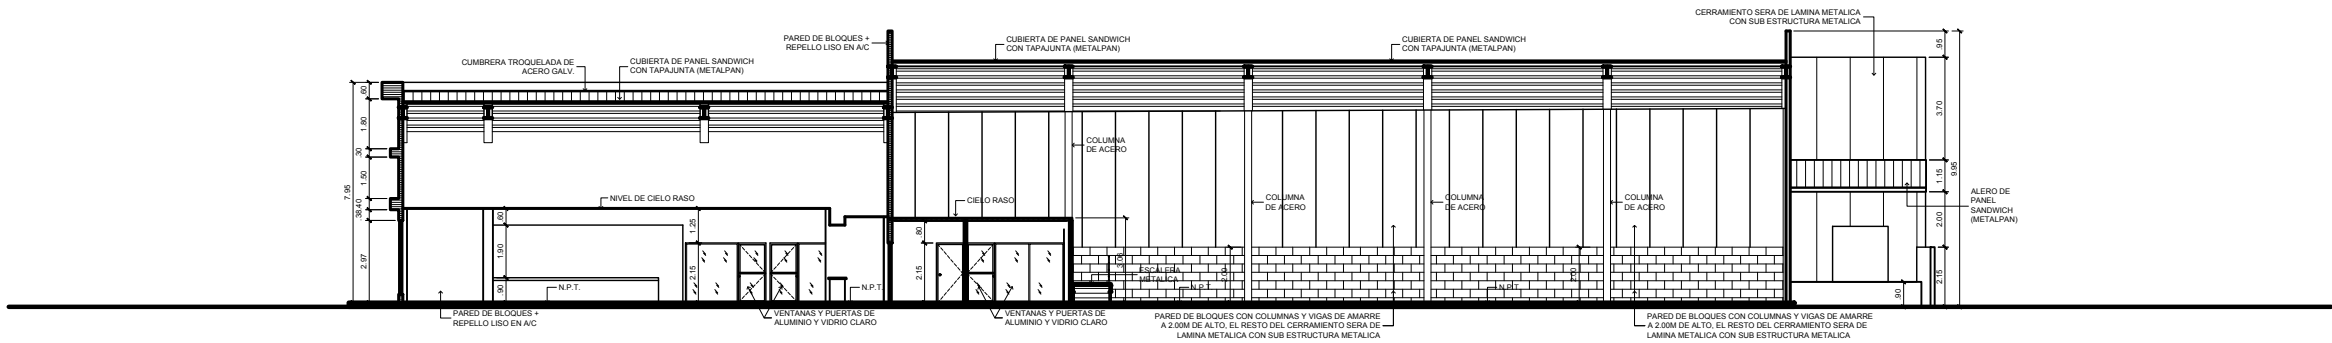 CERRAMIENTO SERA DE LAMINA METALICA
CON SUB ESTRUCTURA METALICA
PARED DE BLOQUES +
REPELLO LISO EN A/C
CUBIERTA DE PANEL SANDWICH
CON TAPAJUNTA (METALPAN)
CUBIERTA DE PANEL SANDWICH
CON TAPAJUNTA (METALPAN)
CUMBRERA TROQUELADA DE
ACERO GALV.
CUBIERTA DE PANEL SANDWICH
CON TAPAJUNTA (METALPAN)
7.95
.60
1.80
.30
1.50
.40
.38
2.97
.95
3.70
9.95
1.15
2.00
2.15
.90
COLUMNA
DE ACERO
NIVEL DE CIELO RASO
CIELO RASO
COLUMNA
DE ACERO
COLUMNA
DE ACERO
COLUMNA
DE ACERO
ALERO DE
PANEL
SANDWICH
(METALPAN)
.60
1.90
.90
1.25
2.15
.80
2.15
3.06
2.00
2.00
ESCALERA
METALICA
N.P.T.
N.P.T.
N.P.T.
N.P.T.
PARED DE BLOQUES +
REPELLO LISO EN A/C
VENTANAS Y PUERTAS DE
ALUMINIO Y VIDRIO CLARO
VENTANAS Y PUERTAS DE
ALUMINIO Y VIDRIO CLARO
PARED DE BLOQUES CON COLUMNAS Y VIGAS DE AMARRE
A 2.00M DE ALTO, EL RESTO DEL CERRAMIENTO SERA DE
LAMINA METALICA CON SUB ESTRUCTURA METALICA
PARED DE BLOQUES CON COLUMNAS Y VIGAS DE AMARRE
A 2.00M DE ALTO, EL RESTO DEL CERRAMIENTO SERA DE
LAMINA METALICA CON SUB ESTRUCTURA METALICA